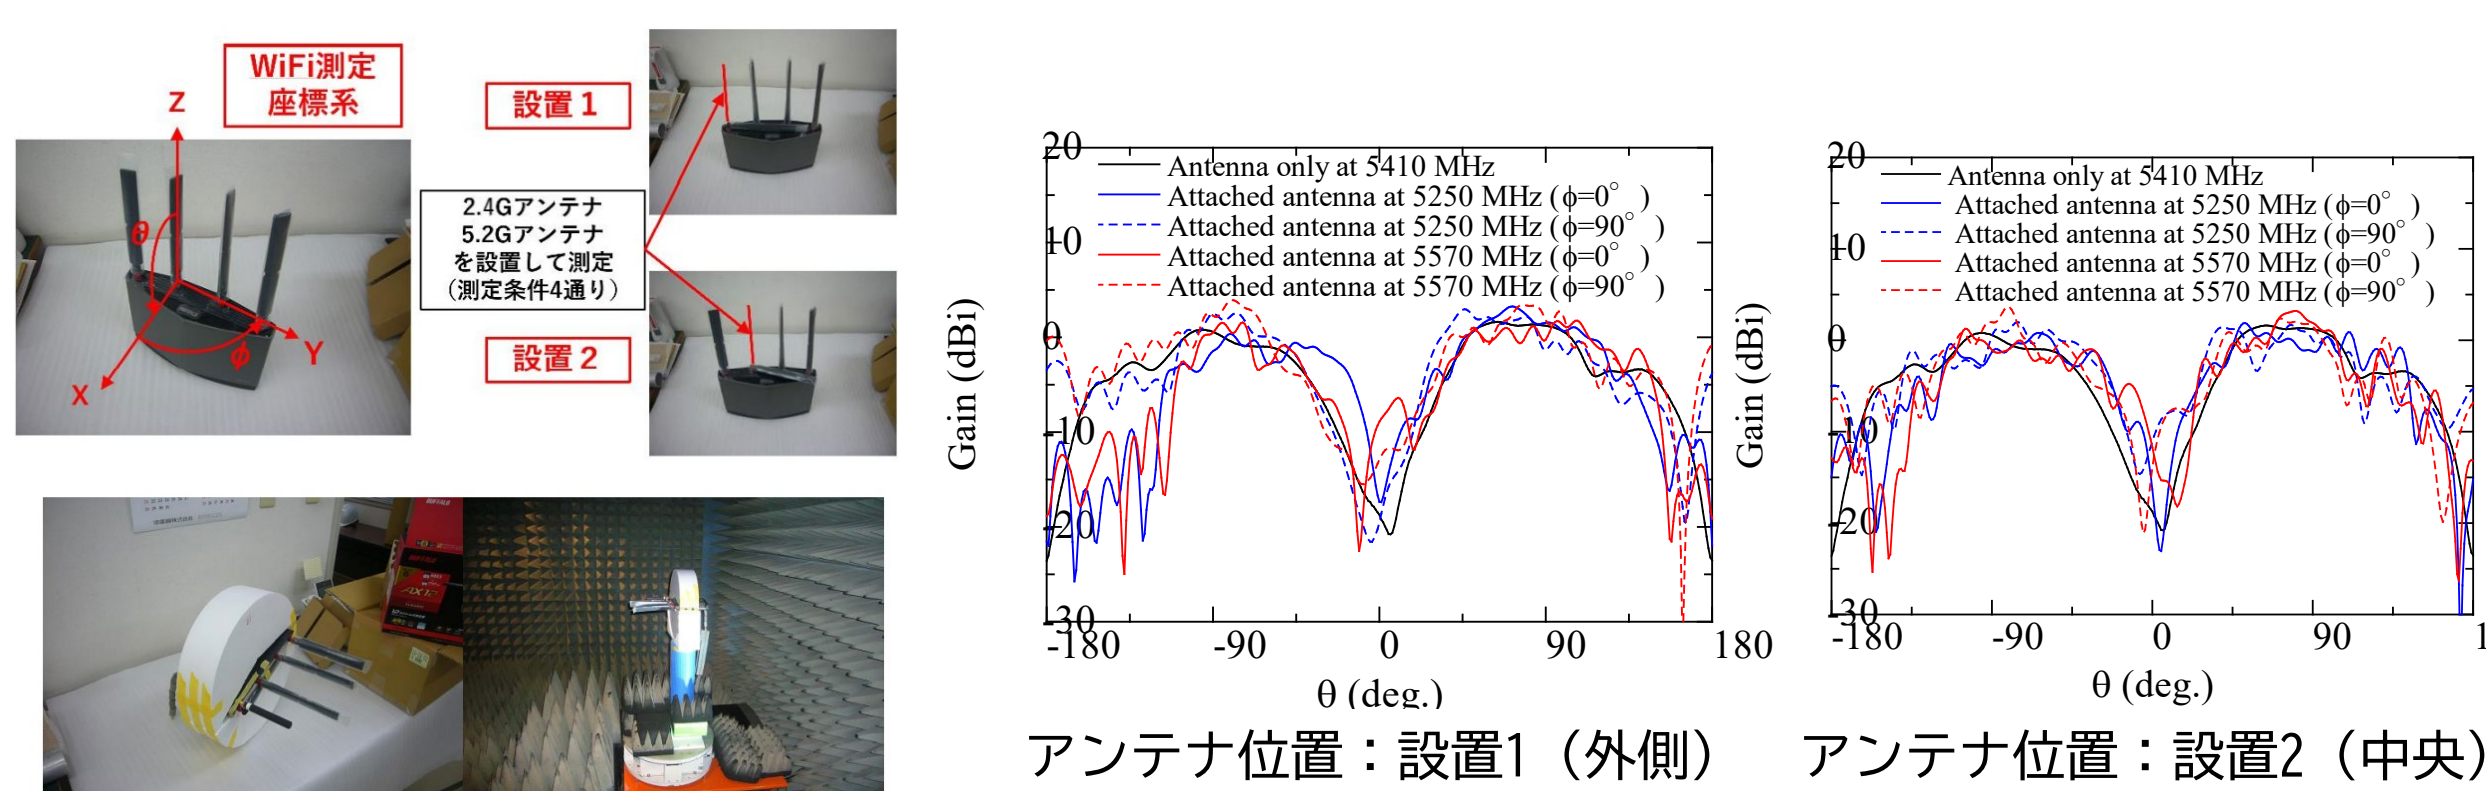 WiFi測定
座標系
Z
θ
ϕ
X
Y
設置１
2.4Gアンテナ
5.2Gアンテナ
を設置して測定
（測定条件4通り）
設置２
AX12
20
10
0
-10
-20
-30
Gain (dBi)
Antenna only at 5410 MHz
Attached antenna at 5250 MHz (ϕ=0° )
Attached antenna at 5250 MHz (ϕ=90° )
Attached antenna at 5570 MHz (ϕ=0° )
Attached antenna at 5570 MHz (ϕ=90° )
-180 -90 0 90 180
θ (deg.)
アンテナ位置：設置1（外側）
20
10
0
-10
-20
-30
Gain (dBi)
Antenna only at 5410 MHz
Attached antenna at 5250 MHz (ϕ=0° )
Attached antenna at 5250 MHz (ϕ=90° )
Attached antenna at 5570 MHz (ϕ=0° )
Attached antenna at 5570 MHz (ϕ=90° )
-180 -90 0 90 1
θ (deg.)
アンテナ位置：設置2（中央）